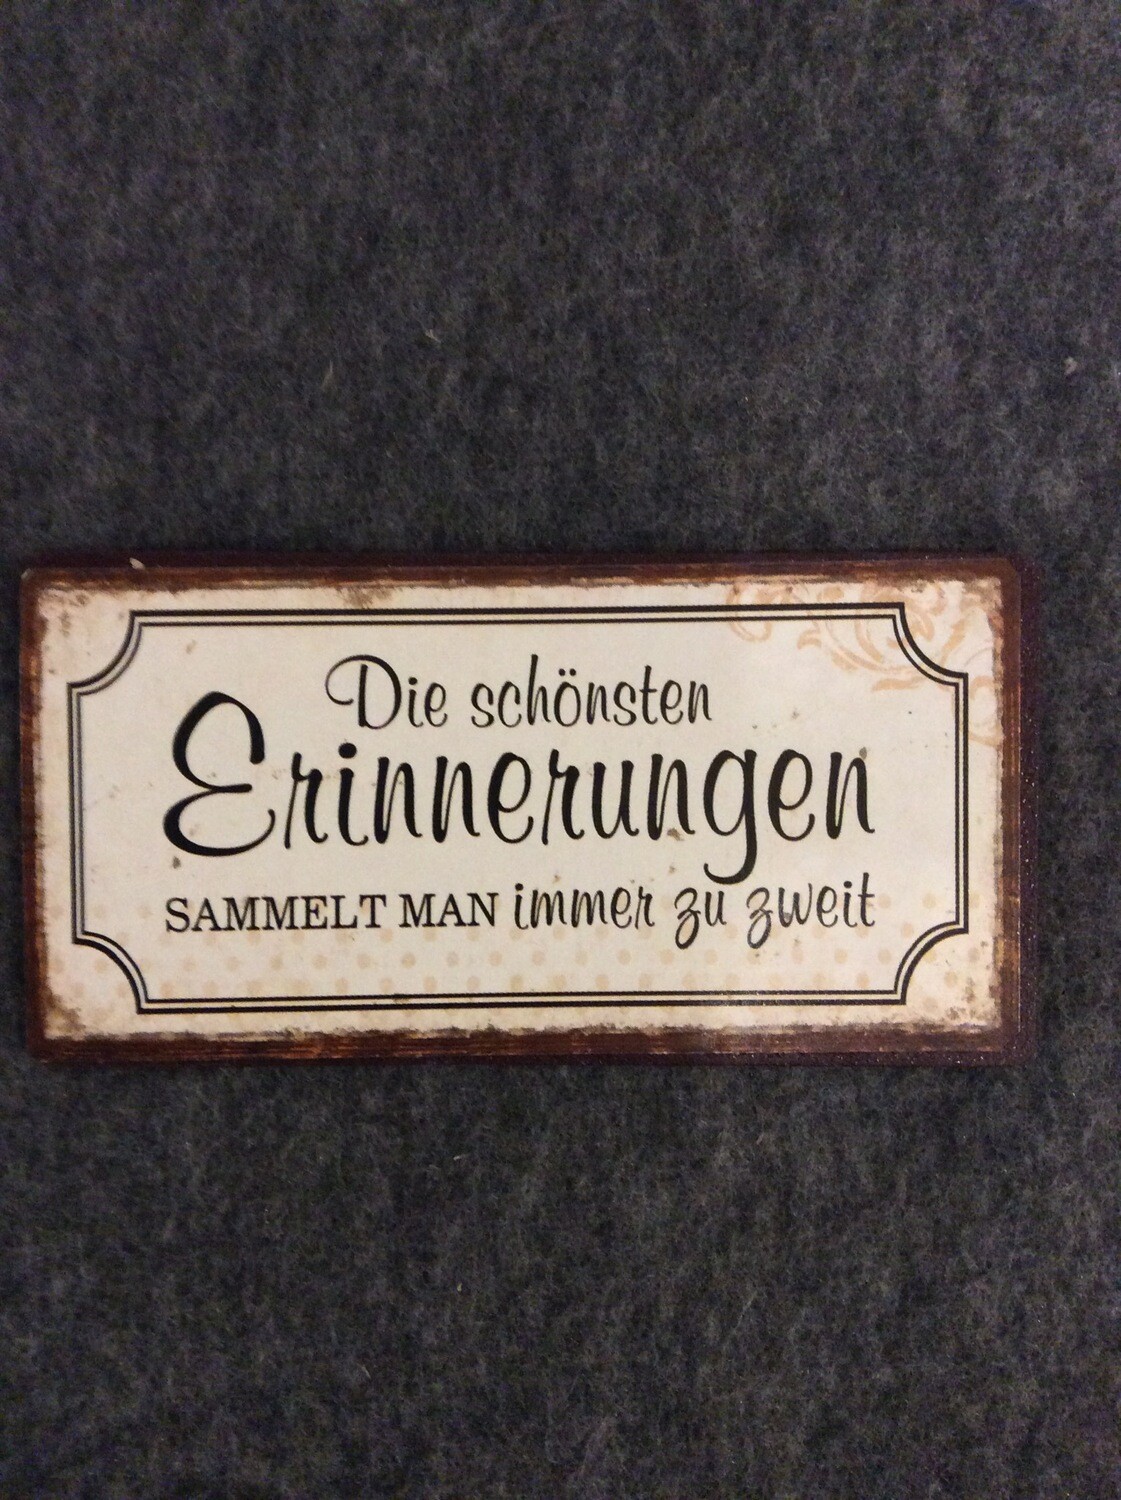 Die schönsten
Erinnerungen
SAMMELT MAN immer zu zweit